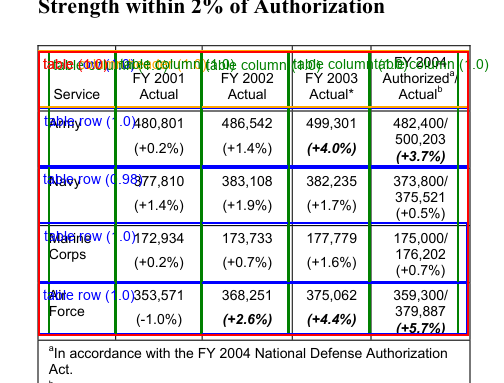 Strength within 2% of Authorization
table row (1.0) table column (1.0) table column (1.0) table column (1.0) table column (1.0)
FY 2001 FY 2002 FY 2003 FY 2004
Service Actual Actual Actual* Authorizedᵃ/
Actualᵇ
table row (1.0)
Army 480,801 486,542 499,301 482,400/
500,203
(+0.2%) (+1.4%) (+4.0%) (+3.7%)
table row (0.98)
Navy 377,810 383,108 382,235 373,800/
375,521
(+1.4%) (+1.9%) (+1.7%) (+0.5%)
table row (1.0)
Marine 172,934 173,733 177,779 175,000/
Corps 176,202
(+0.2%) (+0.7%) (+1.6%) (+0.7%)
table row (1.0)
Air 353,571 368,251 375,062 359,300/
Force 379,887
(-1.0%) (+2.6%) (+4.4%) (+5.7%)
ᵃIn accordance with the FY 2004 National Defense Authorization
Act.